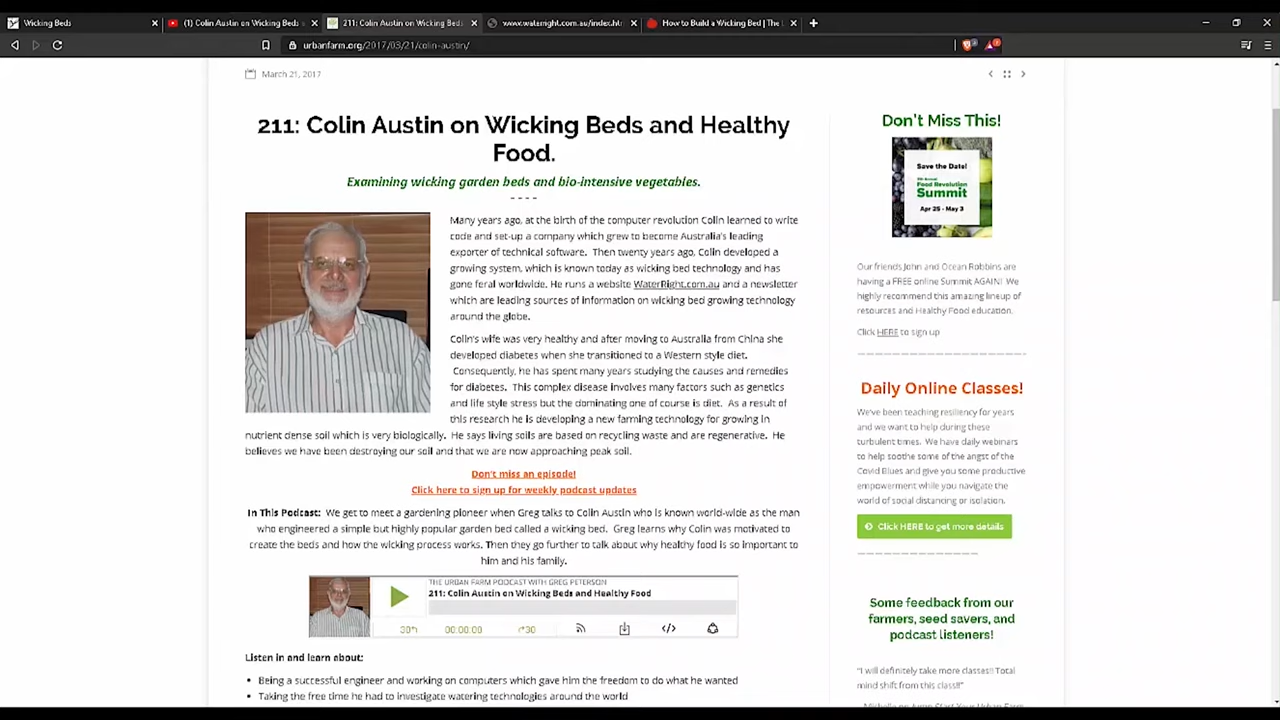 Wicking Beds
(1) Colin Austin on Wicking Beds
211: Colin Austin on Wicking Beds
www.waterright.com.au/index.ht
How to Build a Wicking Bed | The
urbanfarm.org/2017/03/21/colin-austin/
March 21, 2017
211: Colin Austin on Wicking Beds and Healthy
Food.
Examining wicking garden beds and bio-intensive vegetables.
----
Many years ago, at the birth of the computer revolution Colin learned to write
code and set-up a company which grew to become Australia's leading
exporter of technical software. Then twenty years ago, Colin developed a
growing system, which is known today as wicking bed technology and has
gone feral worldwide. He runs a website WaterRight.com.au and a newsletter
which are leading sources of information on wicking bed growing technology
around the globe.
Colin's wife was very healthy and after moving to Australia from China she
developed diabetes when she transitioned to a Western style diet.
Consequently, he has spent many years studying the causes and remedies
for diabetes. This complex disease involves many factors such as genetics
and life style stress but the dominating one of course is diet. As a result of
this research he is developing a new farming technology for growing in
nutrient dense soil which is very biologically. He says living soils are based on recycling waste and are regenerative. He
believes we have been destroying our soil and that we are now approaching peak soil.
Don't miss an episode!
Click here to sign up for weekly podcast updates
In This Podcast: We get to meet a gardening pioneer when Greg talks to Colin Austin who is known world-wide as the man
who engineered a simple but highly popular garden bed called a wicking bed. Greg learns why Colin was motivated to
create the beds and how the wicking process works. Then they go further to talk about why healthy food is so important to
him and his family.
THE URBAN FARM PODCAST WITH GREG PETERSON
211: Colin Austin on Wicking Beds and Healthy Food
00:00:00
Listen in and learn about:
• Being a successful engineer and working on computers which gave him the freedom to do what he wanted
• Taking the free time he had to investigate watering technologies around the world
Don't Miss This!
Save the Date!
Food Revolution
Summit
Apr 25 - May 3
Our friends John and Ocean Robbins are
having a FREE online Summit AGAIN! We
highly recommend this amazing lineup of
resources and Healthy Food education.
Click HERE to sign up
Daily Online Classes!
We've been teaching resiliency for years
and we want to help during these
turbulent times. We have daily webinars
to help soothe some of the angst of the
Covid Blues and give you some productive
empowerment while you navigate the
world of social distancing or isolation.
Click HERE to get more details
Some feedback from our
farmers, seed savers, and
podcast listeners!
"I will definitely take more classes!! Total
mind shift from this class!!"